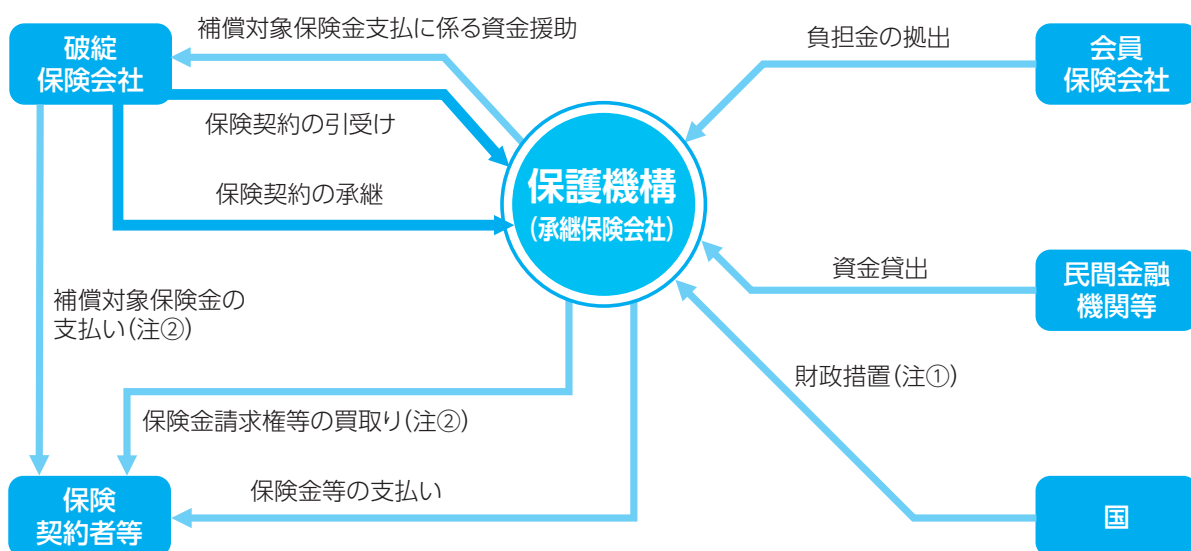 補償対象保険金支払に係る資金援助
破綻
保険会社
負担金の拠出
会員
保険会社
保険契約の引受け
保険契約の承継
保護機構
(承継保険会社)
資金貸出
民間金融
機関等
補償対象保険金の
支払い(注②)
財政措置(注①)
保険金請求権等の買取り(注②)
保険金等の支払い
保険
契約者等
国